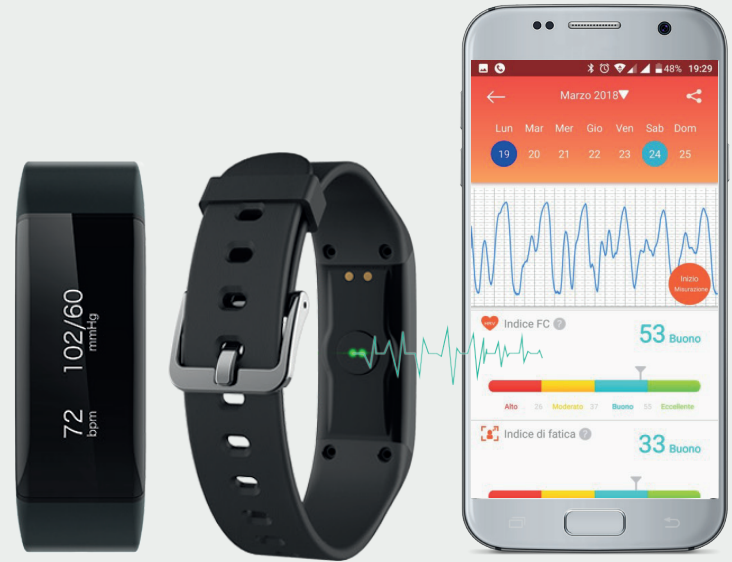 72
bpm
102/60
mmHg
48% 19:29
Marzo 2018
Lun Mar Mer Gio Ven Sab Dom
19 20 21 22 23 24 25
Inizio
Misurazione
Indice FC ?
53 Buono
Alto 26 Moderato 37 Buono 55 Eccellente
Indice di fatica ?
33 Buono